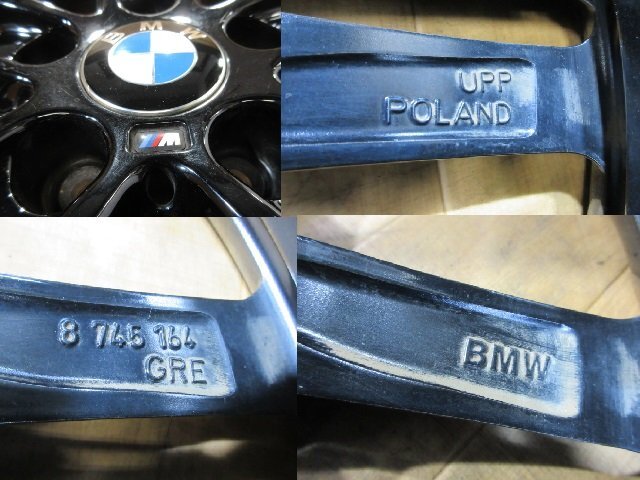 BMW
M
UPP
POLAND
8 745 164
GRE
BMW